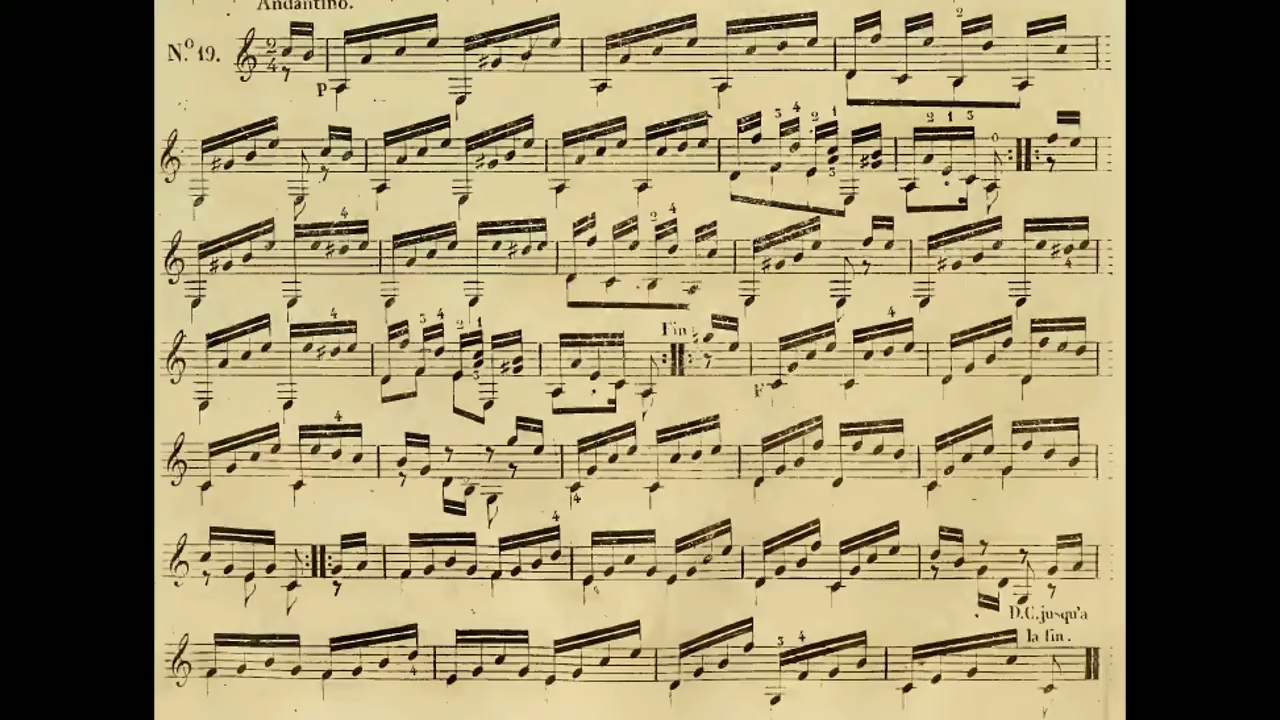 Andantino.
N.º 19.
P
Fin
F
D.C. jusqu'a
la fin.